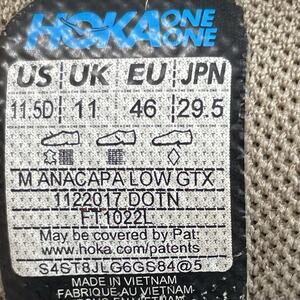 HOKA ONE ONE
US UK EU JPN
11.5D 11 46 29.5
M ANACAPA LOW GTX
1122017 DOTN
FT1022L
May be covered by Pat:
www.hoka.com/patents
S4ST8JLG6GS84@5
MADE IN VIETNAM
FABRIQUÉ AU VIETNAM